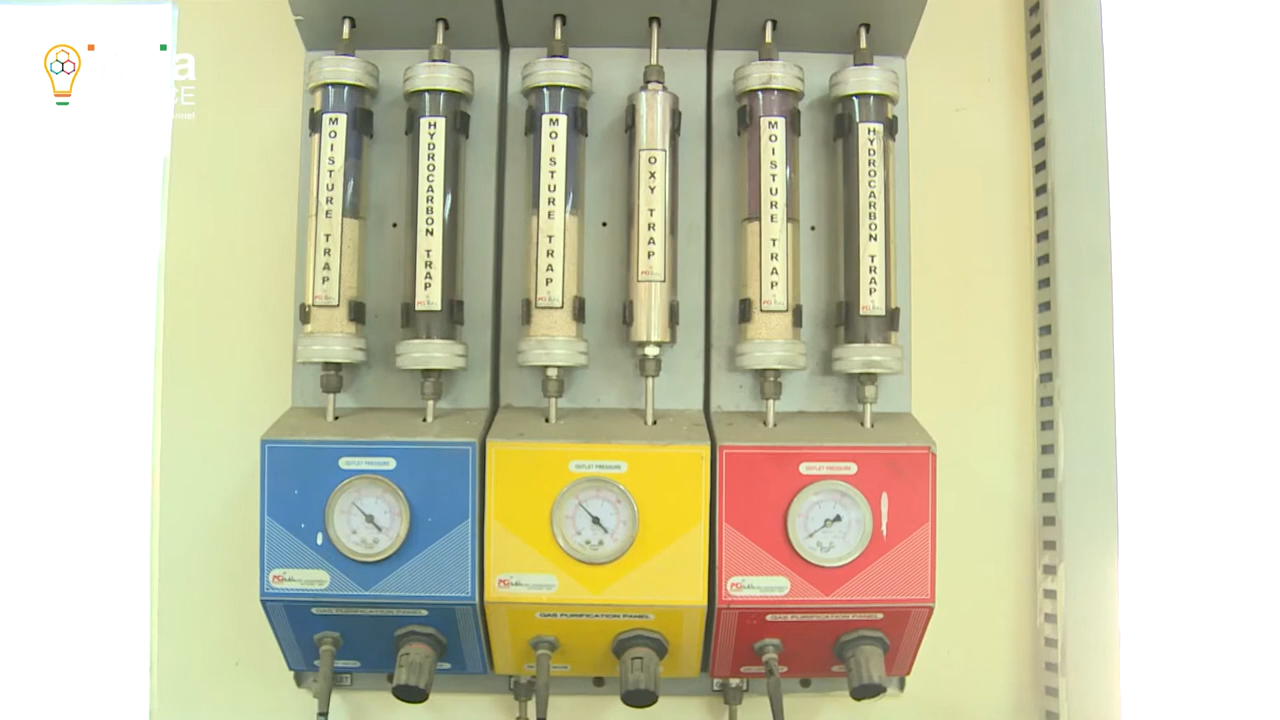 MOISTURE TRAP
HYDROCARBON TRAP
MOISTURE TRAP
OXY TRAP
MOISTURE TRAP
HYDROCARBON TRAP
OUTLET PRESSURE
OUTLET PRESSURE
OUTLET PRESSURE
GAS PURIFICATION PANEL
GAS PURIFICATION PANEL
GAS PURIFICATION PANEL